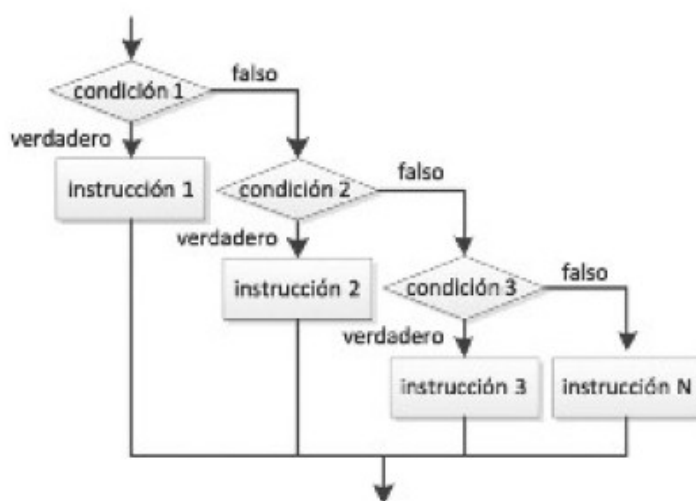 falso
condición 1
verdadero
instrucción 1
falso
condición 2
verdadero
instrucción 2
falso
condición 3
verdadero
instrucción 3
instrucción N